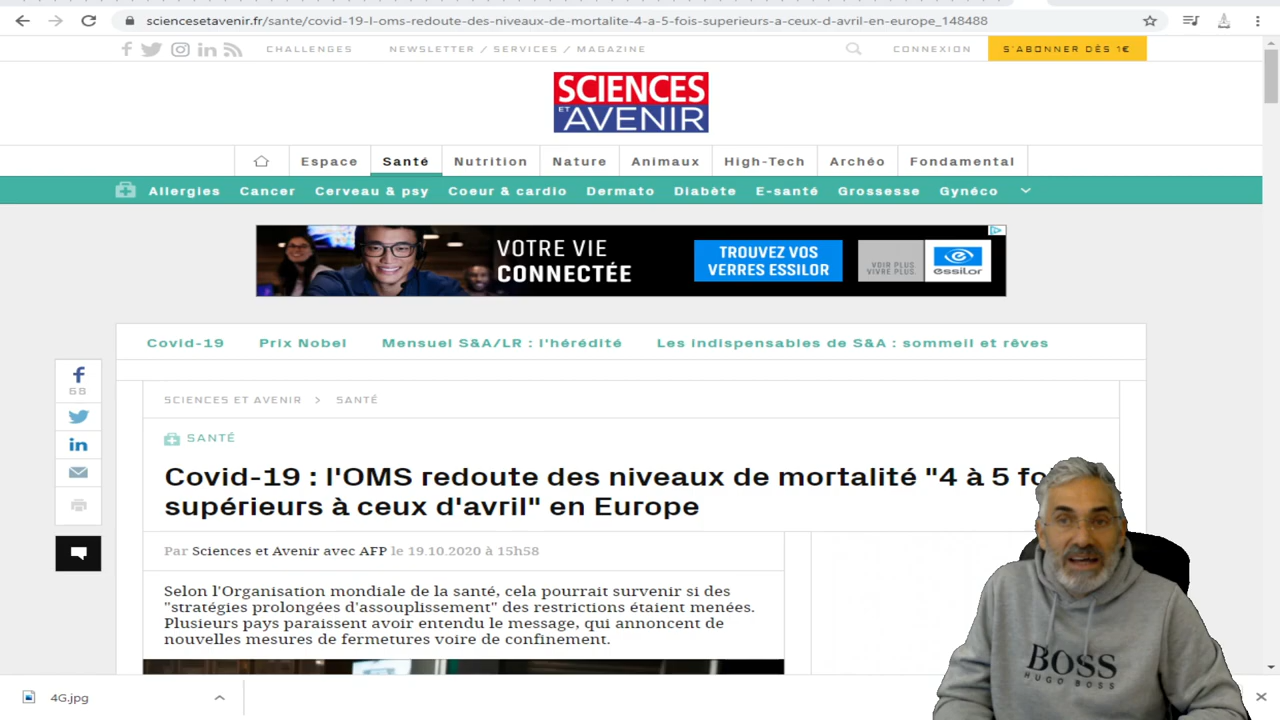 sciencesetavenir.fr/sante/covid-19-l-oms-redoute-des-niveaux-de-mortalite-4-a-5-fois-superieurs-a-ceux-d-avril-en-europe_148488
CHALLENGES NEWSLETTER / SERVICES / MAGAZINE CONNEXION S'ABONNER DÈS 1€
SCIENCES
ET AVENIR
Espace Santé Nutrition Nature Animaux High-Tech Archéo Fondamental
Allergies Cancer Cerveau & psy Coeur & cardio Dermato Diabète E-santé Grossesse Gynéco
VOTRE VIE
CONNECTÉE
TROUVEZ VOS
VERRES ESSILOR
VOIR PLUS
VIVRE PLUS
essilor
Covid-19 Prix Nobel Mensuel S&A/LR : l'hérédité Les indispensables de S&A : sommeil et rêves
68
SCIENCES ET AVENIR > SANTÉ
SANTÉ
Covid-19 : l'OMS redoute des niveaux de mortalité "4 à 5 fo
supérieurs à ceux d'avril" en Europe
Par Sciences et Avenir avec AFP le 19.10.2020 à 15h58
Selon l'Organisation mondiale de la santé, cela pourrait survenir si des
"stratégies prolongées d'assouplissement" des restrictions étaient menées.
Plusieurs pays paraissent avoir entendu le message, qui annoncent de
nouvelles mesures de fermetures voire de confinement.
BOSS
HUGO BOSS
4G.jpg